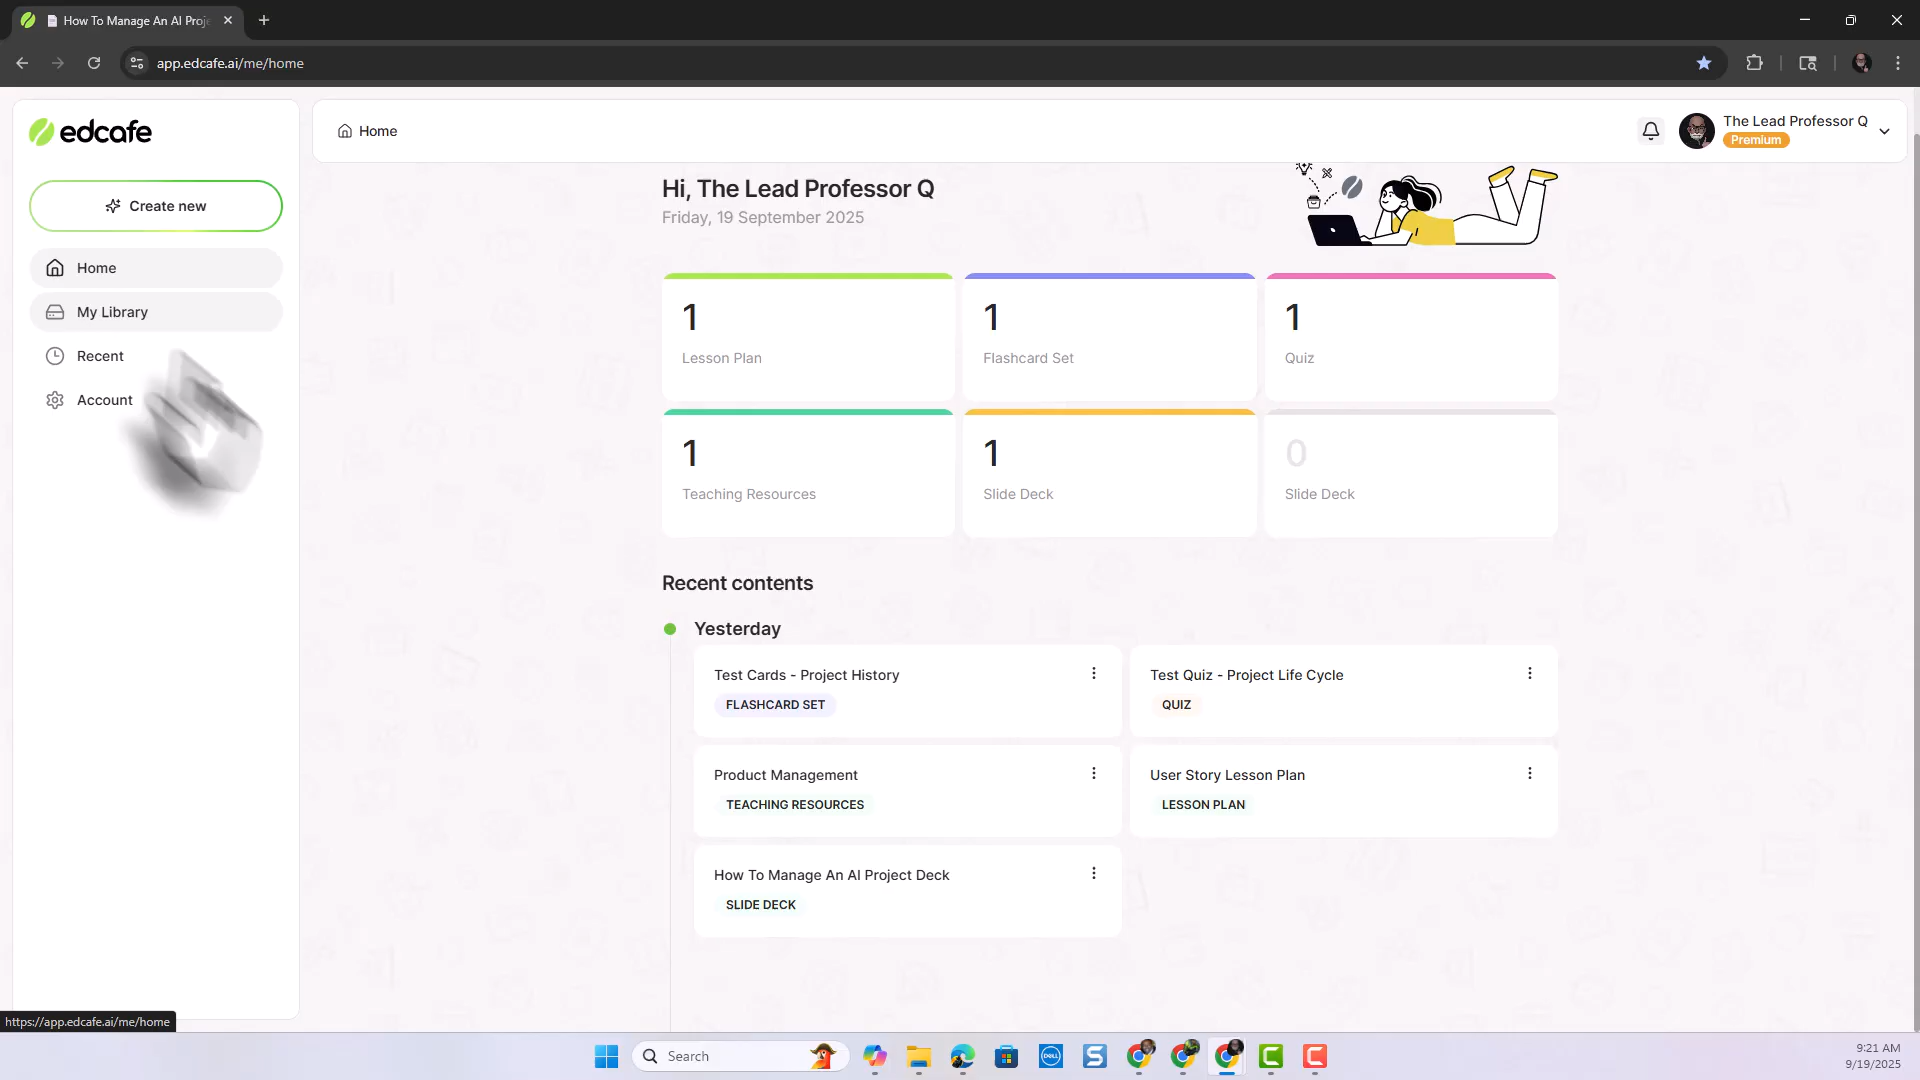 How To Manage An AI Proj
app.edcafe.ai/me/home
edcafe
Create new
Home
My Library
Recent
Account
Home
The Lead Professor Q
Premium
Hi, The Lead Professor Q
Friday, 19 September 2025
1
Lesson Plan
1
Flashcard Set
1
Quiz
1
Teaching Resources
1
Slide Deck
0
Slide Deck
Recent contents
Yesterday
Test Cards - Project History
FLASHCARD SET
Test Quiz - Project Life Cycle
QUIZ
Product Management
TEACHING RESOURCES
User Story Lesson Plan
LESSON PLAN
How To Manage An AI Project Deck
SLIDE DECK
https://app.edcafe.ai/me/home
Search
DELL
S
9:21 AM
9/19/2025